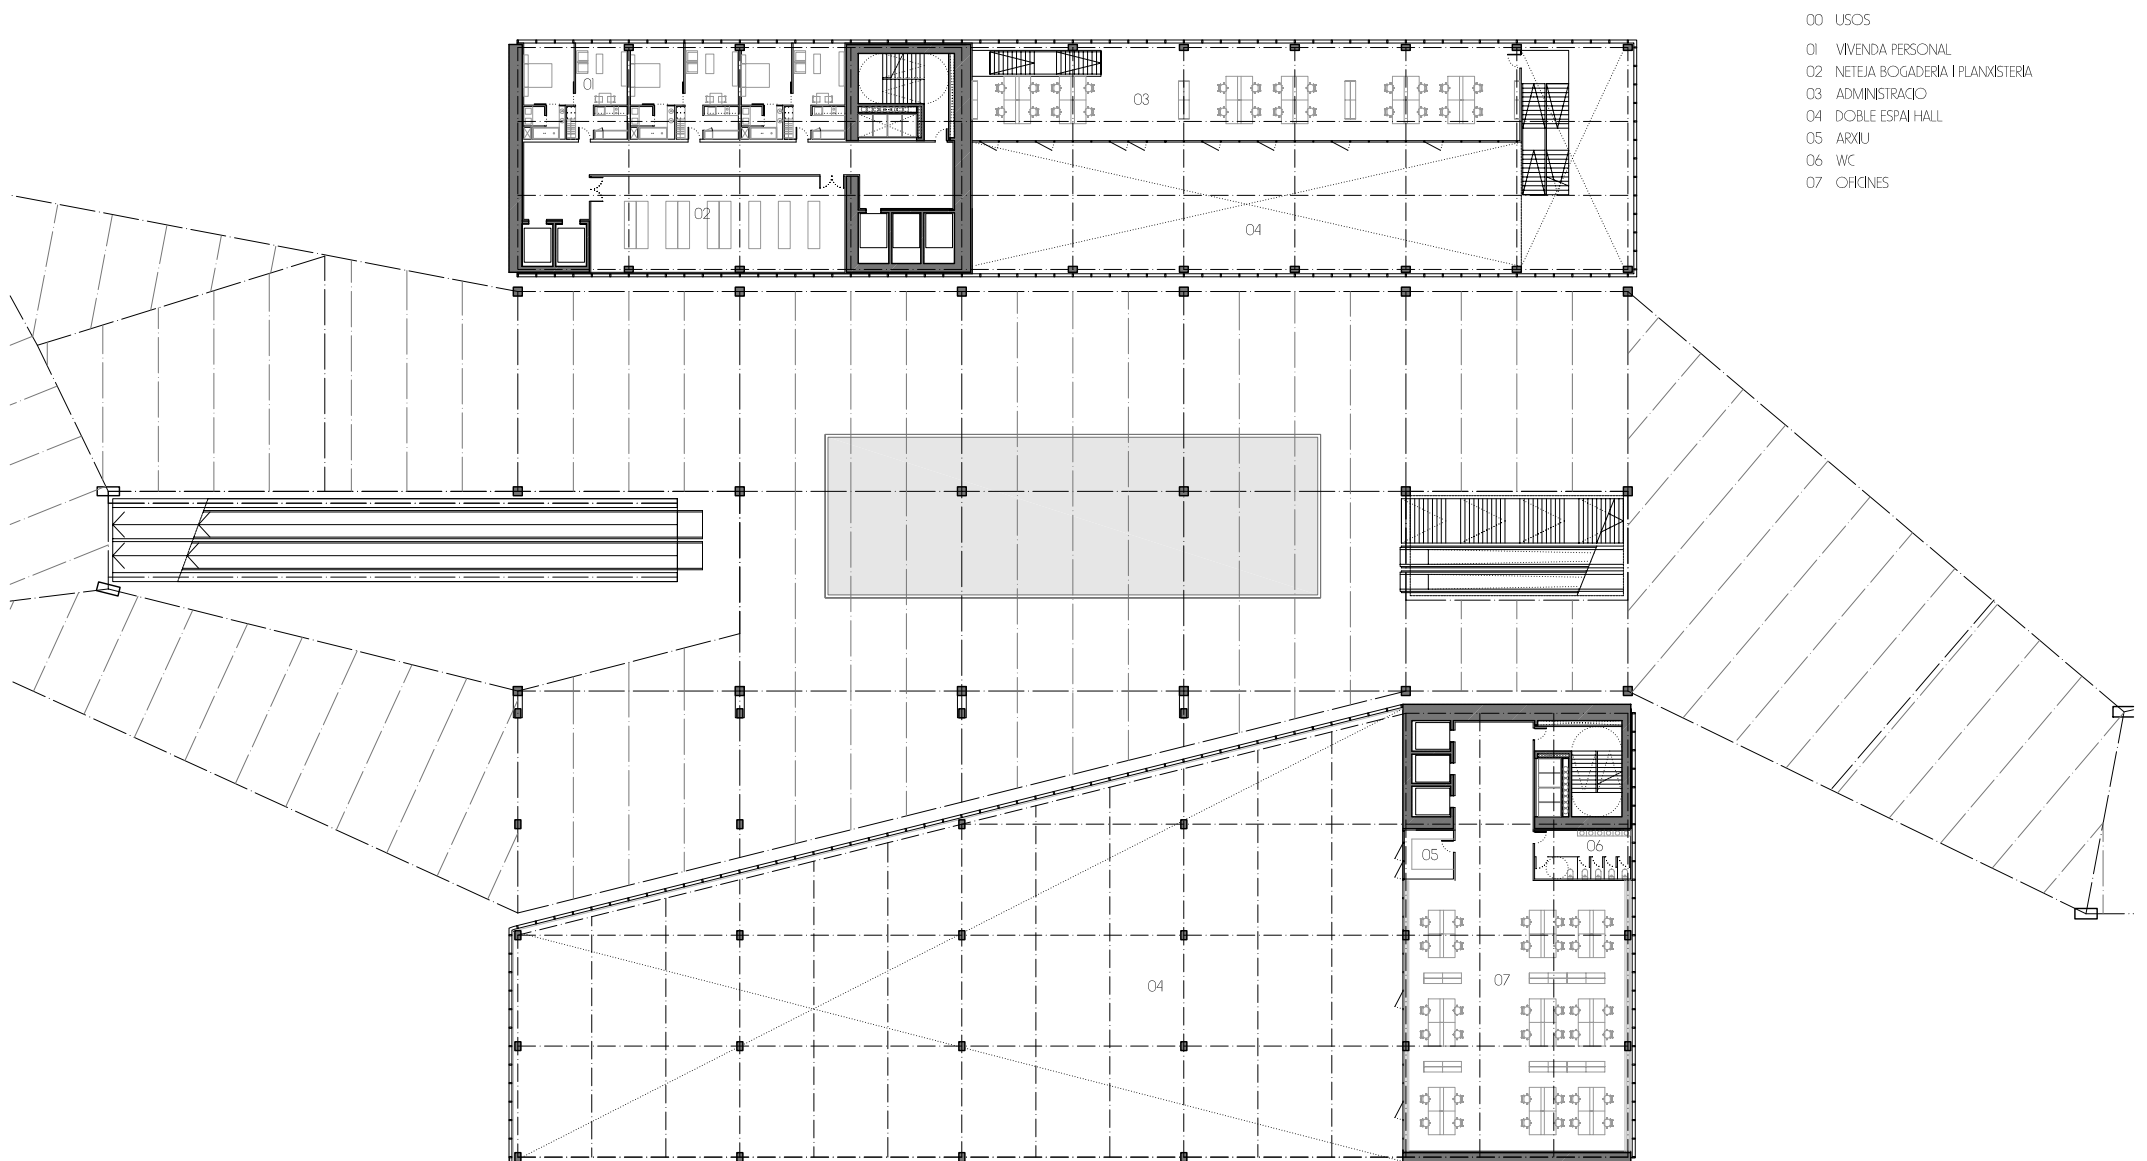 00 USOS
01 VIVENDA PERSONAL
02 NETEJA BOGADERIA I PLANXISTERIA
03 ADMINISTRACIO
04 DOBLE ESPAI HALL
05 ARXIU
06 WC
07 OFICINES
01
03
02
04
05
06
04
07